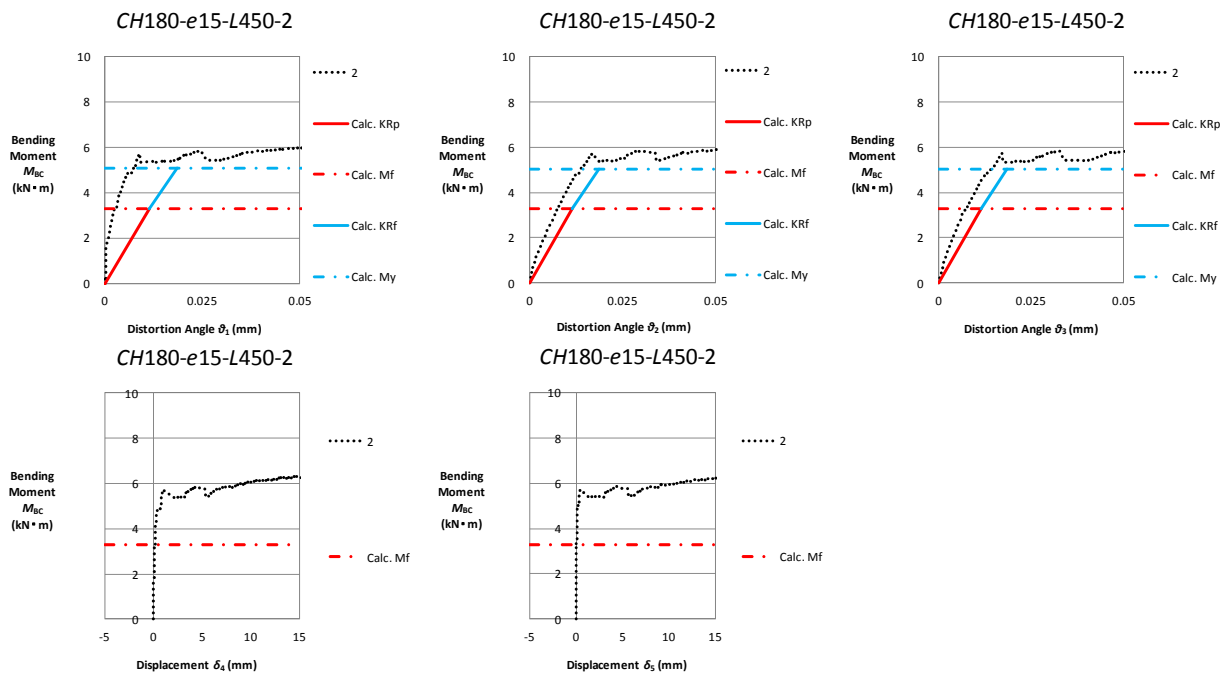 CH180-e15-L450-2
10
8
6
4
2
0
0
0.025
0.05
Bending
Moment
M_BC
(kN・m)
Distortion Angle ϑ₁ (mm)
2
Calc. KRp
Calc. Mf
Calc. KRf
Calc. My
CH180-e15-L450-2
10
8
6
4
2
0
0
0.025
0.05
Bending
Moment
M_BC
(kN・m)
Distortion Angle ϑ₂ (mm)
2
Calc. KRp
Calc. Mf
Calc. KRf
Calc. My
CH180-e15-L450-2
10
8
6
4
2
0
0
0.025
0.05
Bending
Moment
M_BC
(kN・m)
Distortion Angle ϑ₃ (mm)
2
Calc. KRp
Calc. Mf
Calc. KRf
Calc. My
CH180-e15-L450-2
10
8
6
4
2
0
-5
0
5
10
15
Bending
Moment
M_BC
(kN・m)
Displacement δ₄ (mm)
2
Calc. Mf
CH180-e15-L450-2
10
8
6
4
2
0
-5
0
5
10
15
Bending
Moment
M_BC
(kN・m)
Displacement δ₅ (mm)
2
Calc. Mf